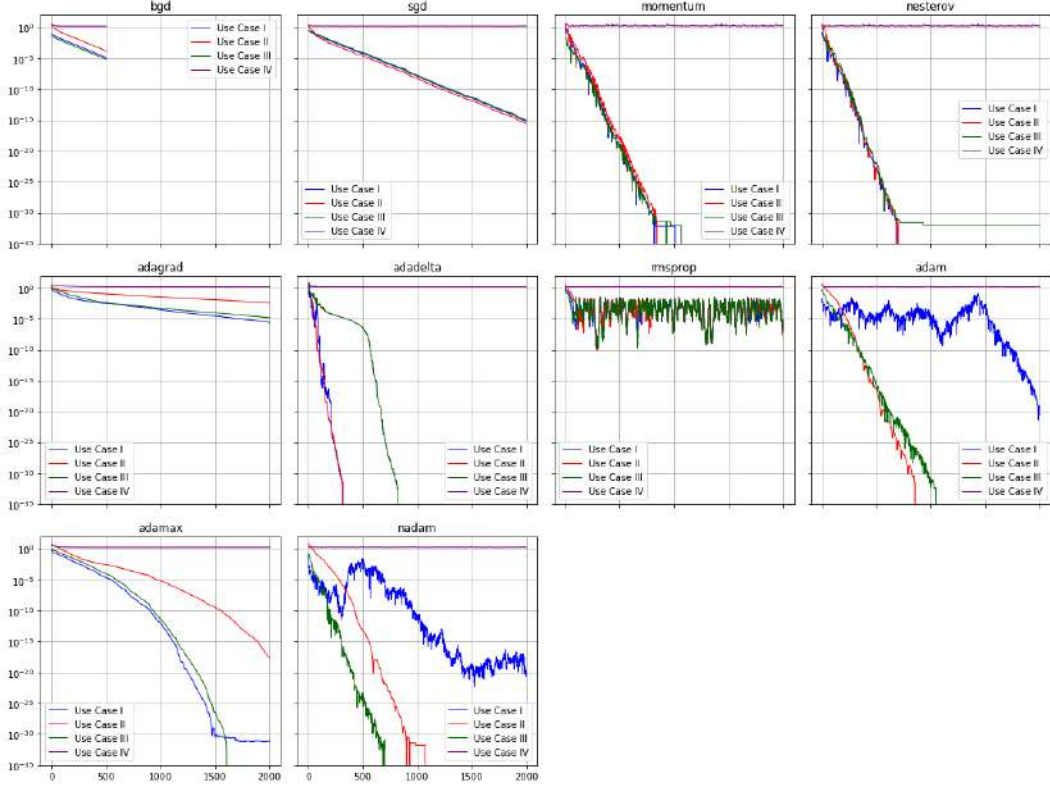 bgd
sgd
momentum
nesterov
10⁰
10⁻⁵
10⁻¹⁰
10⁻¹⁵
10⁻²⁰
10⁻²⁵
10⁻³⁰
10⁻³⁵
Use Case I
Use Case II
Use Case III
Use Case IV
Use Case I
Use Case II
Use Case III
Use Case IV
Use Case I
Use Case II
Use Case III
Use Case IV
Use Case I
Use Case II
Use Case III
Use Case IV
adagrad
adadelta
rmsprop
adam
10⁰
10⁻⁵
10⁻¹⁰
10⁻¹⁵
10⁻²⁰
10⁻²⁵
10⁻³⁰
10⁻³⁵
Use Case I
Use Case II
Use Case III
Use Case IV
Use Case I
Use Case II
Use Case III
Use Case IV
Use Case I
Use Case II
Use Case III
Use Case IV
Use Case I
Use Case II
Use Case III
Use Case IV
adamax
nadam
10⁰
10⁻⁵
10⁻¹⁰
10⁻¹⁵
10⁻²⁰
10⁻²⁵
10⁻³⁰
10⁻³⁵
Use Case I
Use Case II
Use Case III
Use Case IV
Use Case I
Use Case II
Use Case III
Use Case IV
0 500 1000 1500 2000
0 500 1000 1500 2000